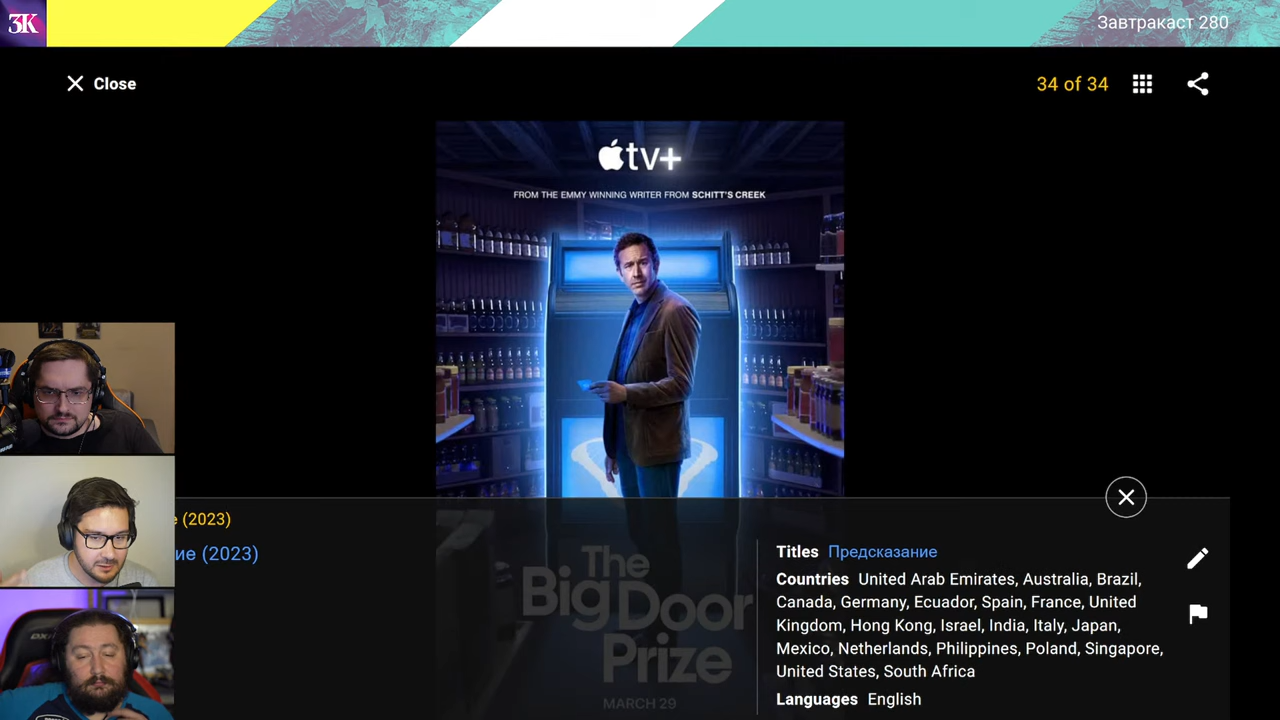 ЗК
Завтракаст 280
Close
34 of 34
tv+
FROM THE EMMY WINNING WRITER FROM SCHITT'S CREEK
е (2023)
ие (2023)
The
Big Door
Prize
MARCH 29
Titles Предсказание
Countries United Arab Emirates, Australia, Brazil,
Canada, Germany, Ecuador, Spain, France, United
Kingdom, Hong Kong, Israel, India, Italy, Japan,
Mexico, Netherlands, Philippines, Poland, Singapore,
United States, South Africa
Languages English